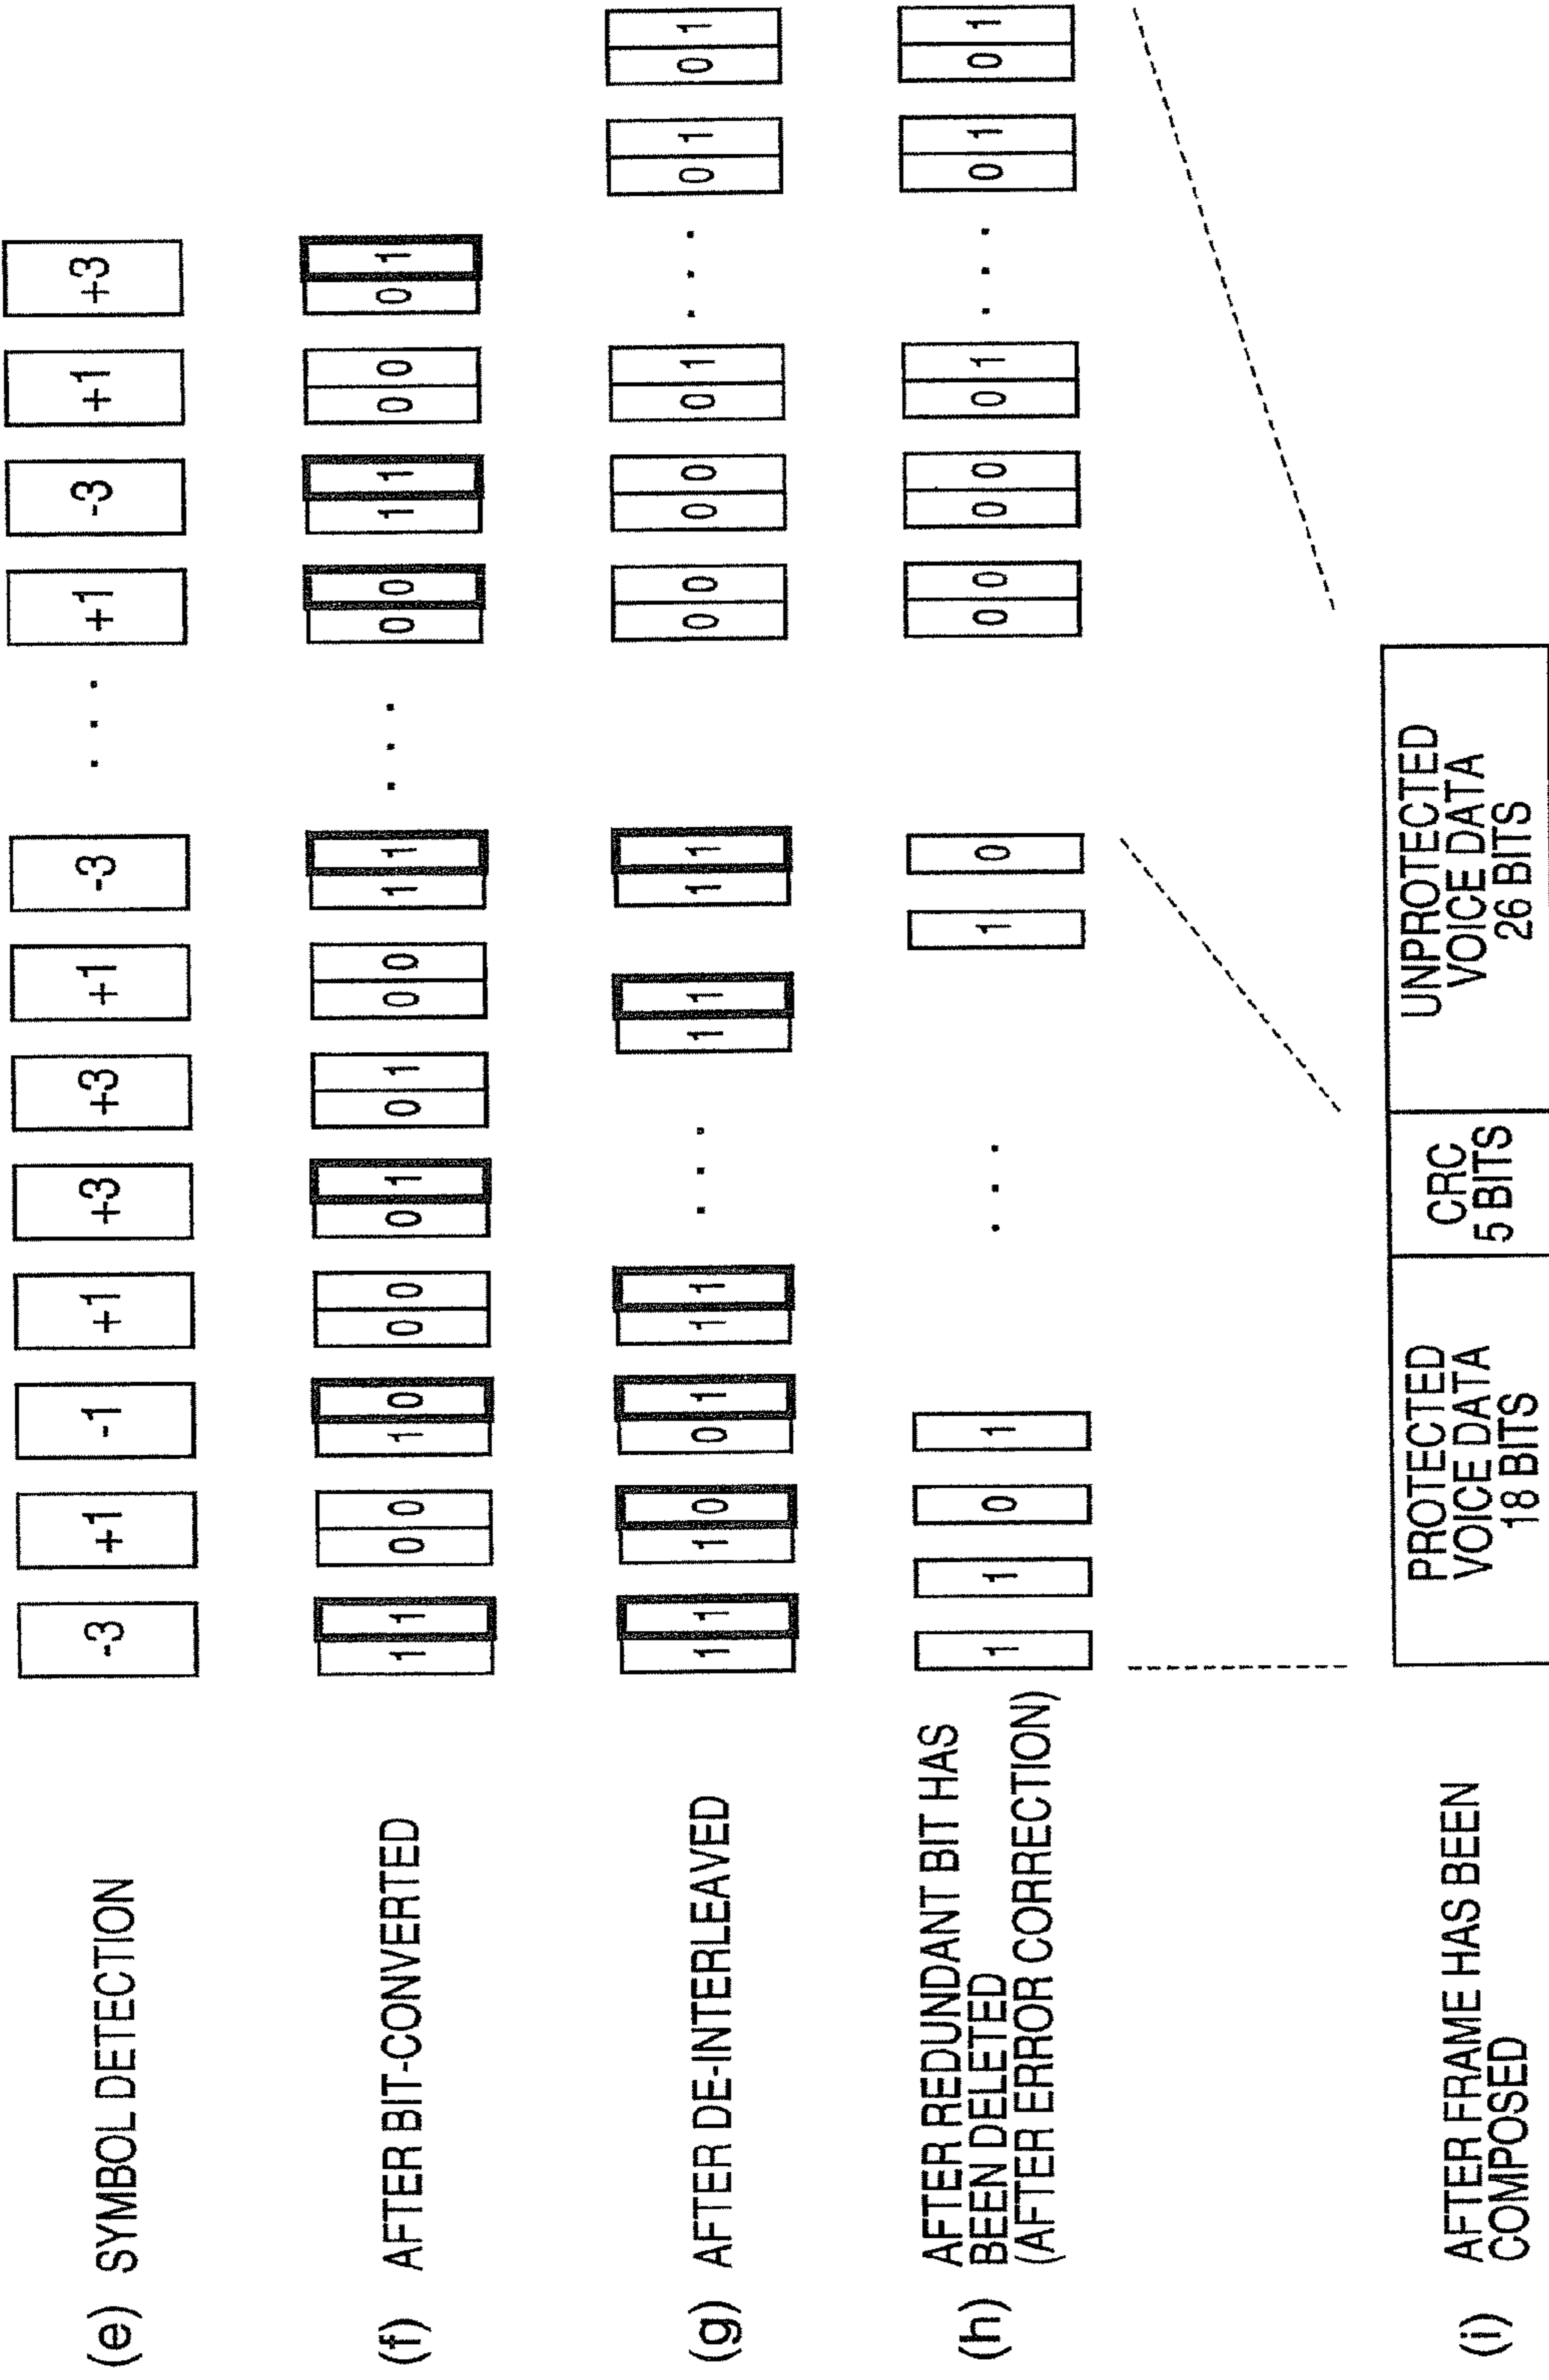 (e) SYMBOL DETECTION
-3 +1 -1 +1 +3 +3 +1 -3 ... +1 -3 +1 +3
(f) AFTER BIT-CONVERTED
1 1 0 0 1 0 0 0 0 1 0 1 0 0 1 1 ... 0 0 1 1 0 0 0 1
(g) AFTER DE-INTERLEAVED
1 1 1 0 0 1 1 1 ... 1 1 1 1 0 0 0 0 0 1 ... 0 1 0 1
(h) AFTER REDUNDANT BIT HAS
BEEN DELETED
(AFTER ERROR CORRECTION)
1 1 0 1 ... 1 0 0 0 0 0 0 1 ... 0 1 0 1
(i) AFTER FRAME HAS BEEN
COMPOSED
PROTECTED
VOICE DATA
18 BITS
CRC
5 BITS
UNPROTECTED
VOICE DATA
26 BITS